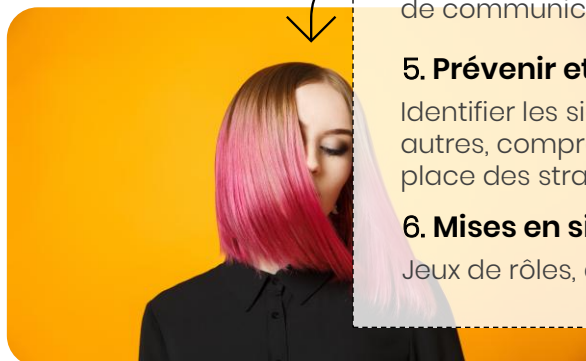 de communic
5. Prévenir et
Identifier les si
autres, compr
place des stra
6. Mises en si
Jeux de rôles,